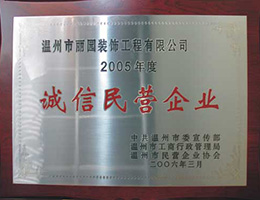 温州市丽园装饰工程有限公司
2005年度
诚信民营企业
中共温州市委宣传部
温州市工商行政管理局
温州市民营企业协会
二〇〇六年三月